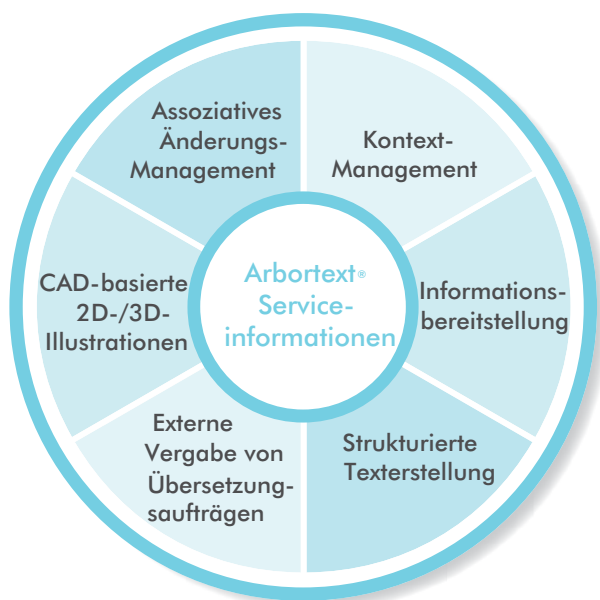 Assoziatives
Änderungs-
Management
Kontext-
Management
Informations-
bereitstellung
Strukturierte
Texterstellung
Externe
Vergabe von
Übersetzung-
saufträgen
CAD-basierte
2D-/3D-
Illustrationen
Arbortext®
Service-
informationen